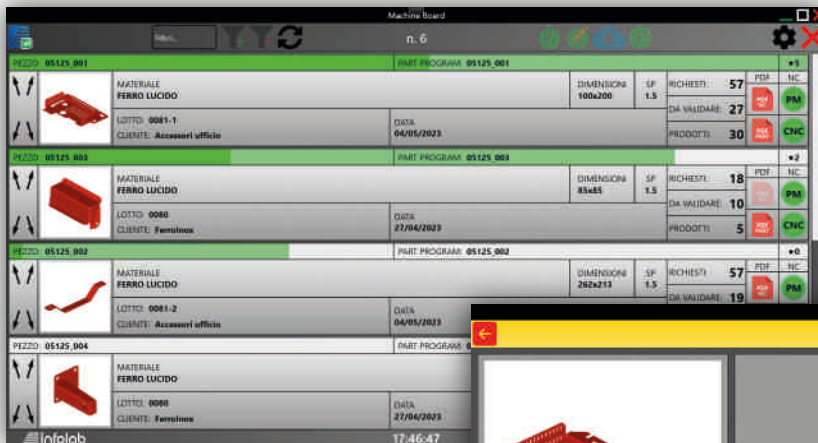 Machine Board
n. 6
PEZZO: 05125_001 PART PROGRAM: 05125_001 ★5
MATERIALE DIMENSIONI SP RICHIESTI: 57 PDF NC
FERRO LUCIDO 100x200 1.5 PM
DA VALIDARE: 27
LOTTO: 0081-1 DATA
CLIENTE: Accessori ufficio 04/05/2023 PRODOTTI: 30 CNC
PEZZO: 05125_003 PART PROGRAM: 05125_003 ★2
MATERIALE DIMENSIONI SP RICHIESTI: 18 PDF NC
FERRO LUCIDO 85x65 1.5 PM
DA VALIDARE: 10
LOTTO: 0080 DATA
CLIENTE: Ferroinox 27/04/2023 PRODOTTI: 5 CNC
PEZZO: 05125_002 PART PROGRAM: 05125_002 ★0
MATERIALE DIMENSIONI SP RICHIESTI: 57 PDF NC
FERRO LUCIDO 262x213 1.5 PM
DA VALIDARE: 19
LOTTO: 0081-2 DATA
CLIENTE: Accessori ufficio 04/05/2023
PEZZO: 05125_004 PART PROGRAM:
MATERIALE
FERRO LUCIDO
LOTTO: 0080 DATA
CLIENTE: Ferroinox 27/04/2023
infolab 17:46:47